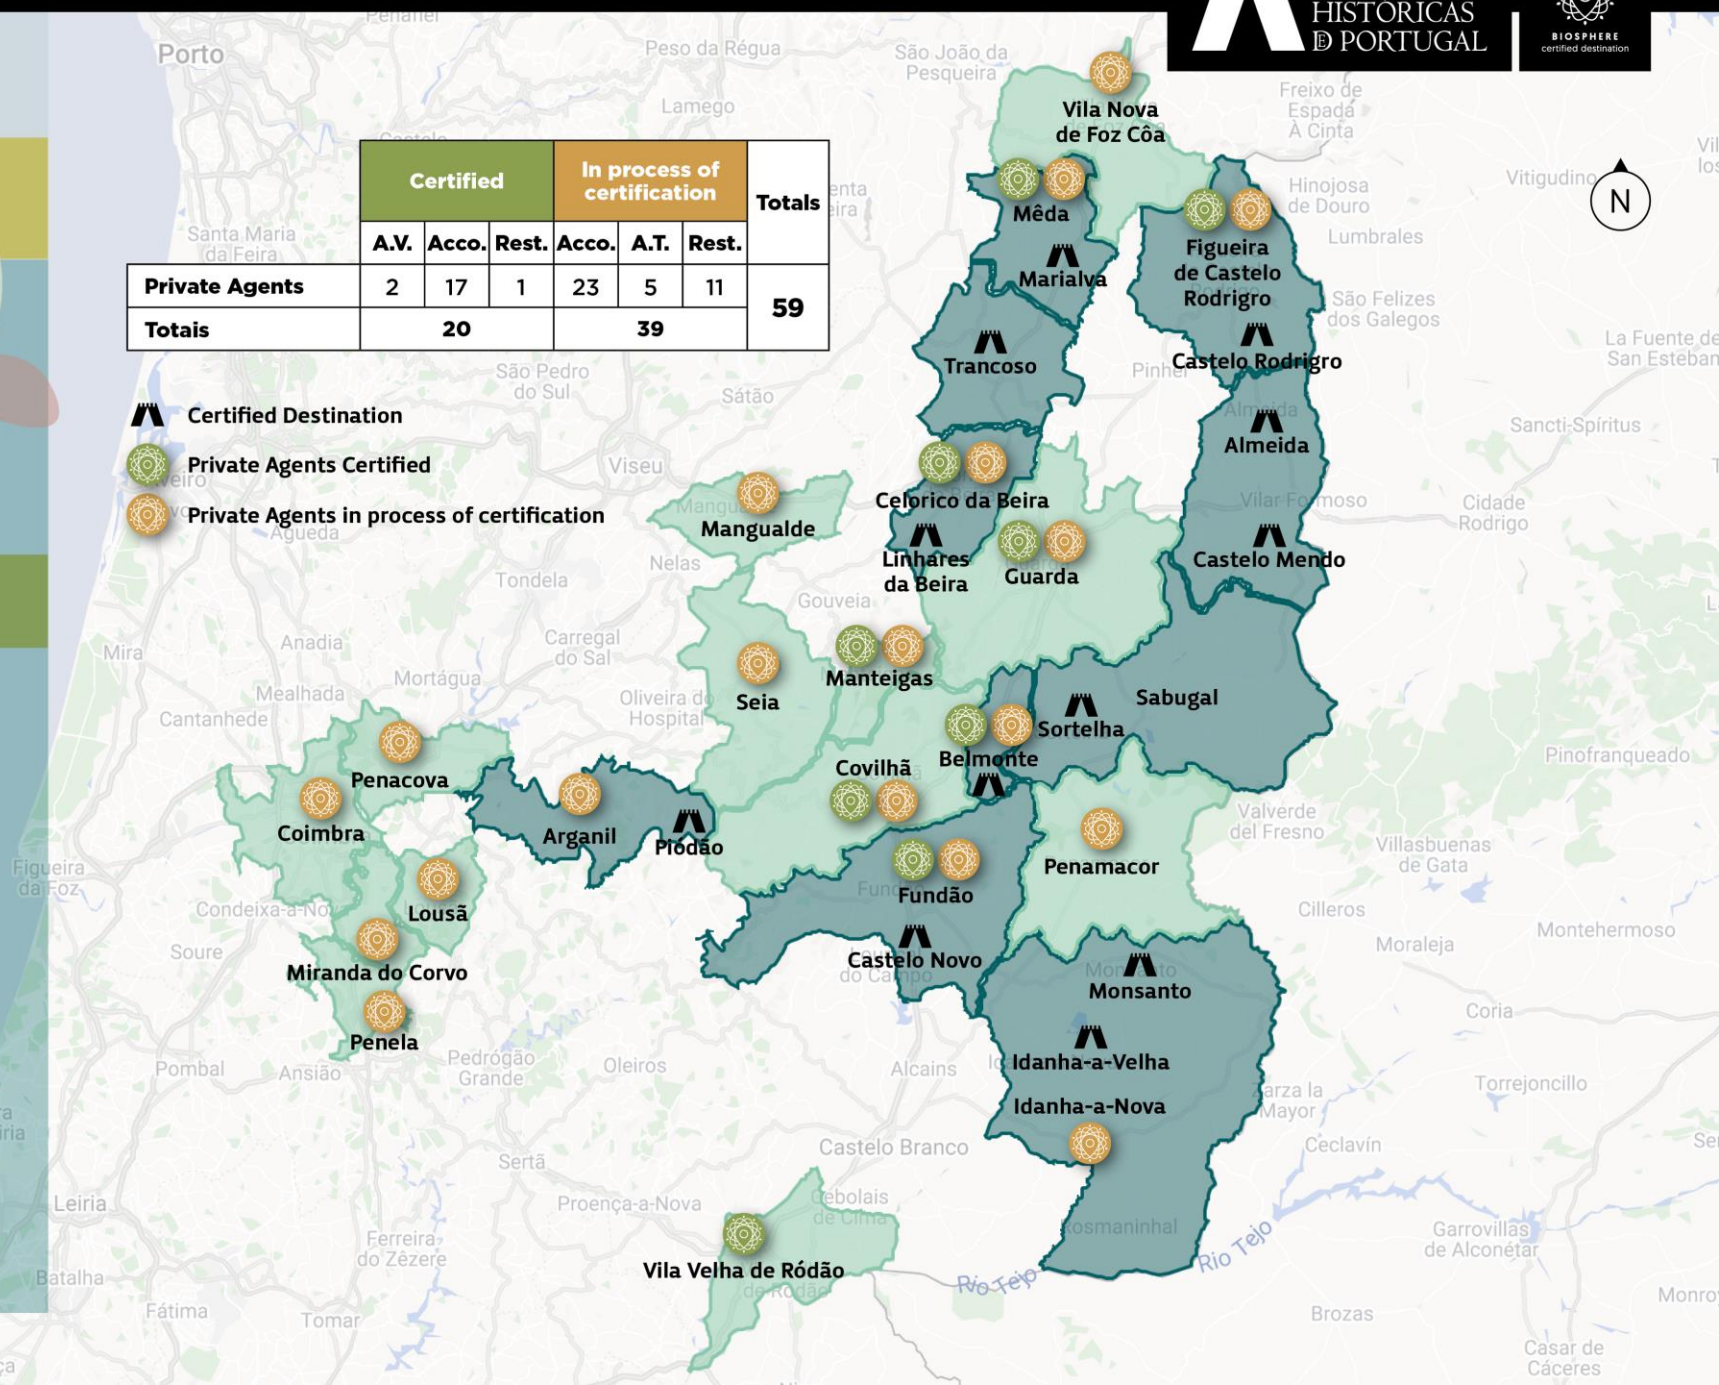 HISTÓRICAS
DE PORTUGAL
BIOSPHERE
certified destination
Penafiel
Porto
Peso da Régua
São João da
Pesqueira
Lamego
Freixo de
Espada
À Cinta
Vila Nova
de Foz Côa
N
Vitigudino
Hinojosa
de Duero
Lumbrales
Santa Maria
da Feira
Certified
In process of
certification
Totals
A.V. Acco. Rest. Acco. A.T. Rest.
Private Agents 2 17 1 23 5 11
59
Totais 20 39
Mêda
Marialva
Figueira
de Castelo
Rodrigro
Castelo Rodrigro
São Felizes
dos Galegos
La Fuente de
San Esteban
Trancoso
São Pedro
do Sul
Sátão
Certified Destination
Private Agents Certified
Private Agents in process of certification
Viseu
Águeda
Almeida
Almeida
Sancti-Spíritus
Mangualde
Celorico da Beira
Vilar Formoso
Cidade
Rodrigo
Nelas
Tondela
Linhares
da Beira
Guarda
Castelo Mendo
Gouveia
Mira
Anadia
Carregal
do Sal
Mortágua
Mealhada
Cantanhede
Oliveira do
Hospital
Seia
Manteigas
Sortelha
Sabugal
Belmonte
Pinofranqueado
Penacova
Coimbra
Arganil
Piódão
Covilhã
Penamacor
Valverde
del Fresno
Villasbuenas
de Gata
Figueira
da Foz
Lousã
Fundão
Condeixa-a-Nova
Cilleros
Soure
Moraleja
Montehermoso
Miranda do Corvo
Castelo Novo
Monsanto
Penela
Coria
Pombal
Ansião
Pedrógão
Grande
Oleiros
Alcains
Idanha-a-Velha
Idanha-a-Nova
Zarza la
Mayor
Torrejoncillo
Ceclavín
Castelo Branco
Sertã
Leiria
Proença-a-Nova
Cebolais
de Cima
Rosmaninhal
Ferreira
do Zêzere
Vila Velha de Ródão
Rio Tejo
Rio Tejo
Garrovillas
de Alconétar
Batalha
Fátima
Tomar
Brozas
Casar de
Cáceres